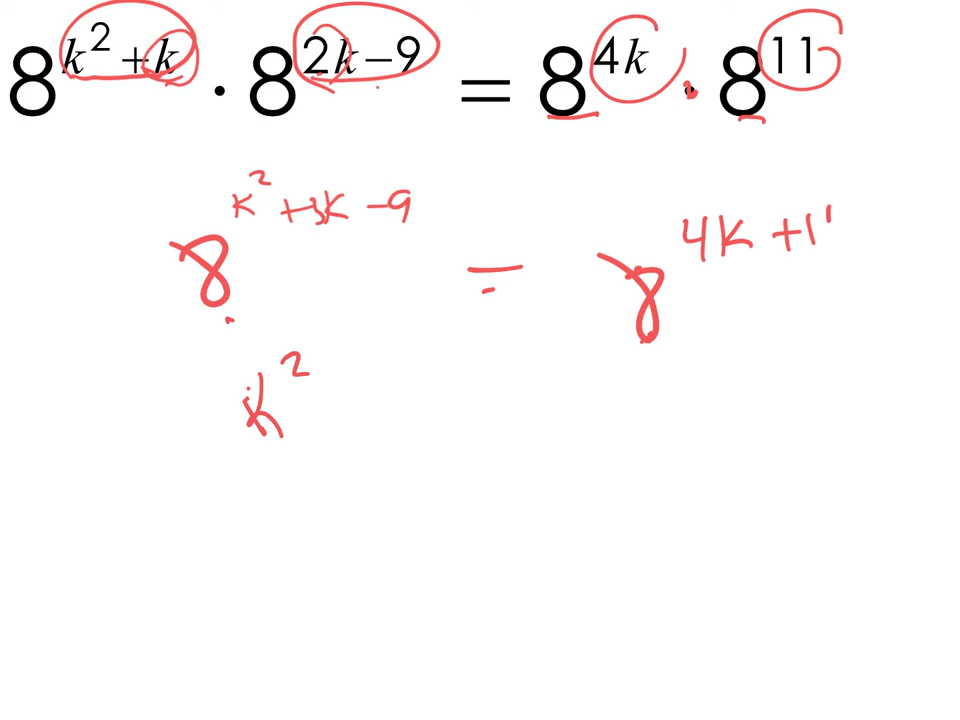 8^{k^2+k} · 8^{2k−9} = 8^{4k} · 8^{11}
8^{k^2+3k−9} = 8^{4k+11}
k^2